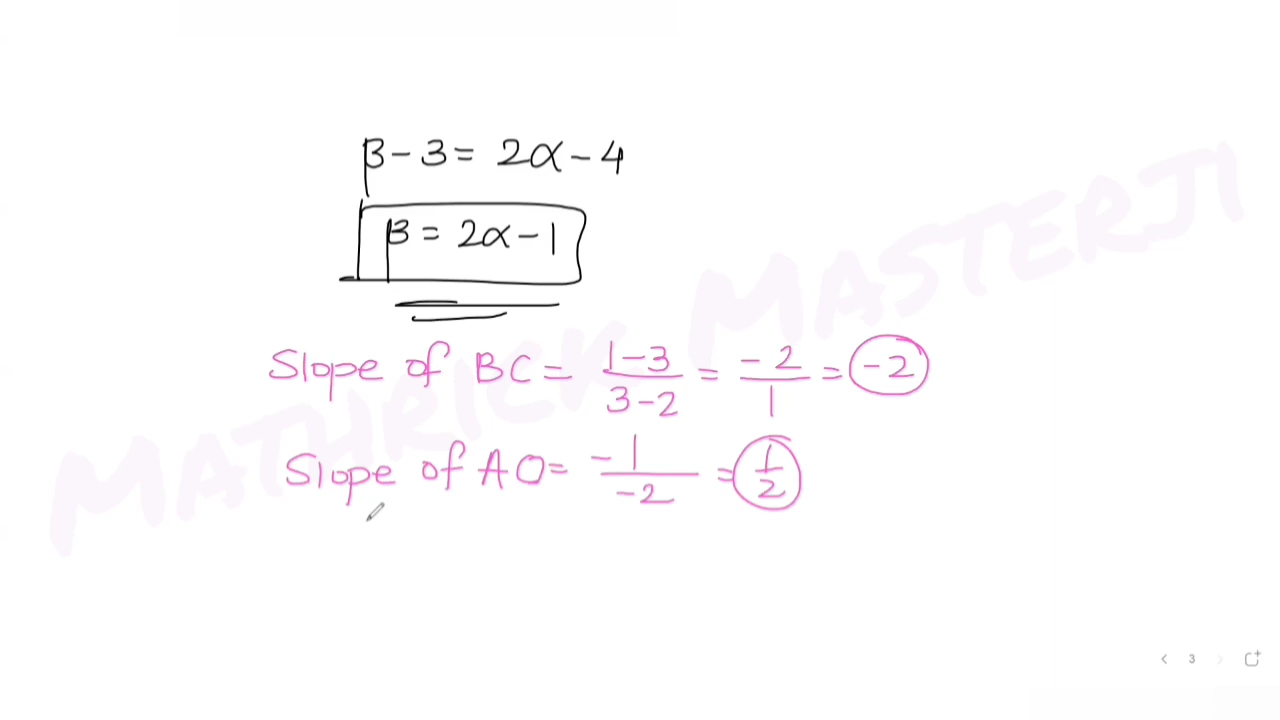 β - 3 = 2α - 4
β = 2α - 1
Slope of BC = 1-3/3-2 = -2/1 = -2
Slope of AO = -1/-2 = 1/2
MATHRICK MASTERJI
< 3 >